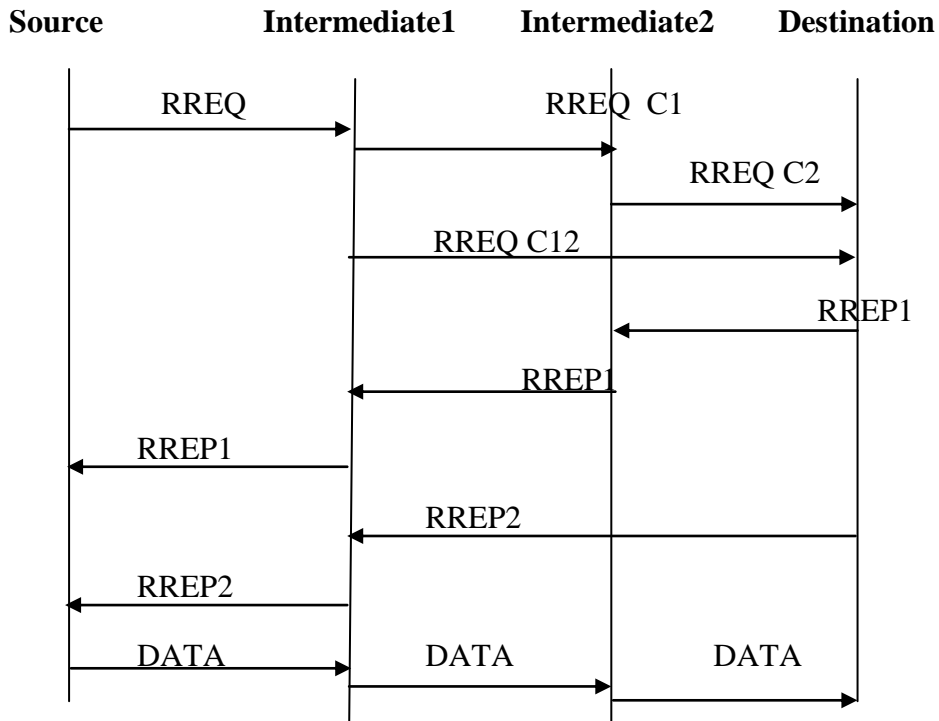 Source Intermediate1 Intermediate2 Destination
RREQ RREQ C1
RREQ C2
RREQ C12
RREP1
RREP1
RREP1
RREP2
RREP2
DATA DATA DATA